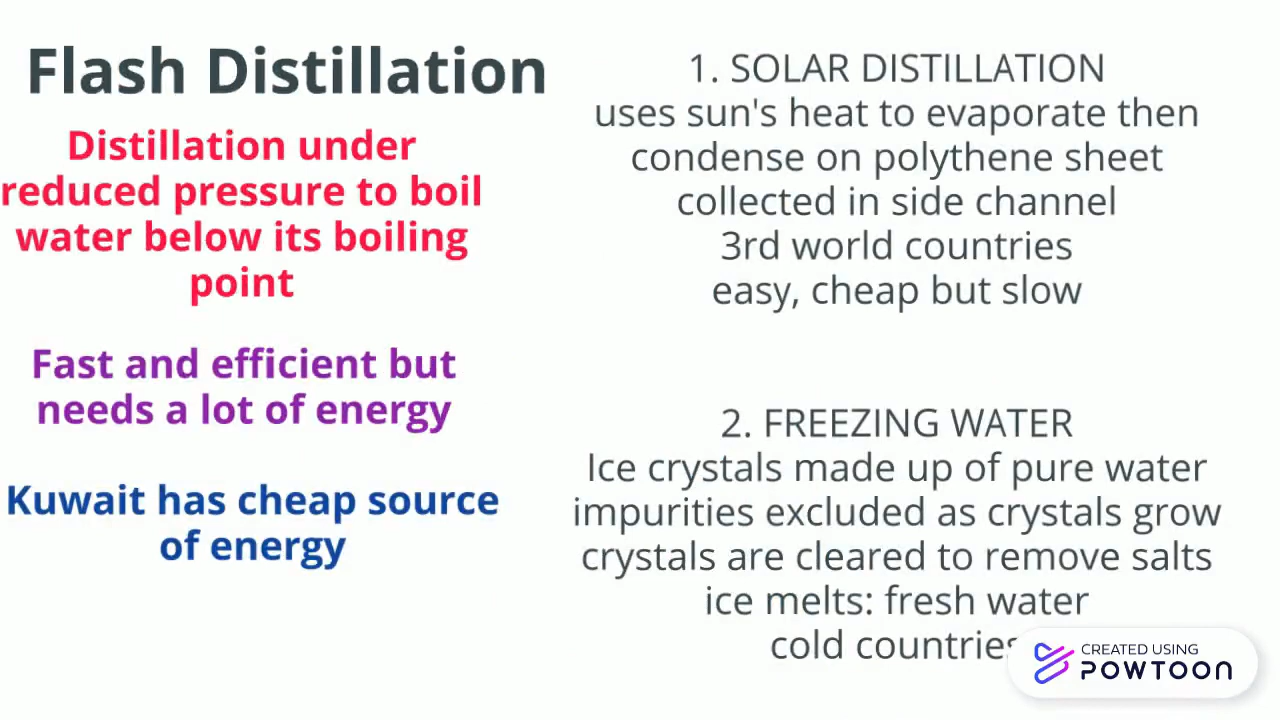 Flash Distillation
Distillation under
reduced pressure to boil
water below its boiling
point
Fast and efficient but
needs a lot of energy
Kuwait has cheap source
of energy
1. SOLAR DISTILLATION
uses sun's heat to evaporate then
condense on polythene sheet
collected in side channel
3rd world countries
easy, cheap but slow
2. FREEZING WATER
Ice crystals made up of pure water
impurities excluded as crystals grow
crystals are cleared to remove salts
ice melts: fresh water
cold countries
CREATED USING
POWTOON